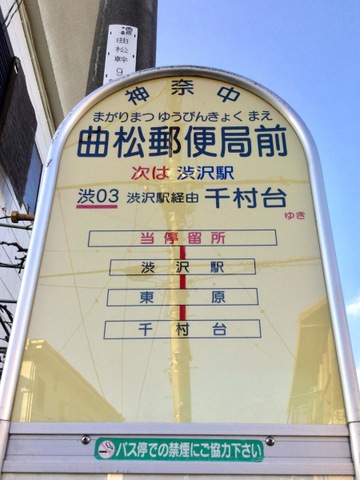 曲松幹
9
神奈中
まがりまつ ゆうびんきょく まえ
曲松郵便局前
次は 渋沢駅
渋03 渋沢駅経由 千村台 ゆき
当停留所
渋沢駅
東原
千村台
バス停での禁煙にご協力下さい